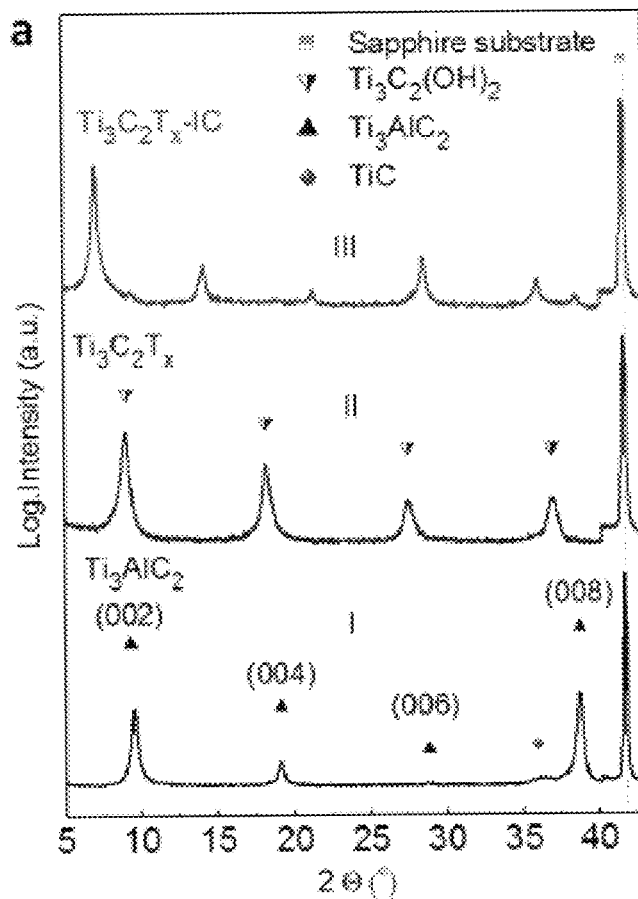 a
Sapphire substrate
Ti₃C₂(OH)₂
Ti₃AlC₂
TiC
Ti₃C₂Tₓ-IC
III
Ti₃C₂Tₓ
II
Ti₃AlC₂
(002)
(004)
(006)
(008)
I
Log.Intensity (a.u.)
5 10 15 20 25 30 35 40
2 Θ (°)